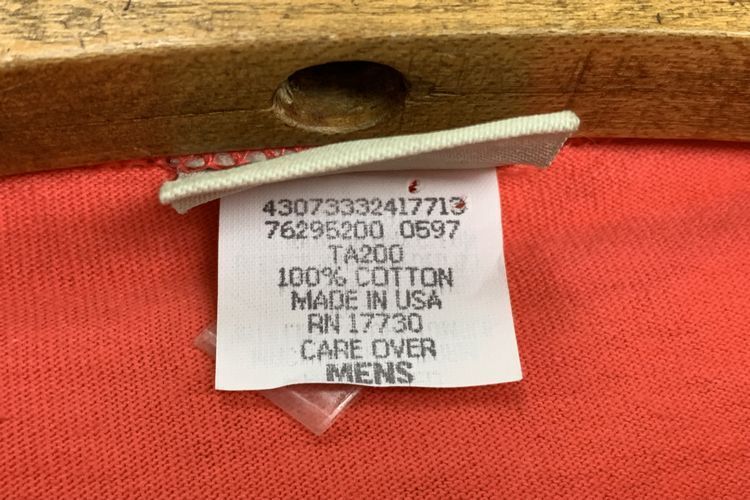 43073332417713
76295200 0597
TA200
100% COTTON
MADE IN USA
RN 17730
CARE OVER
MENS